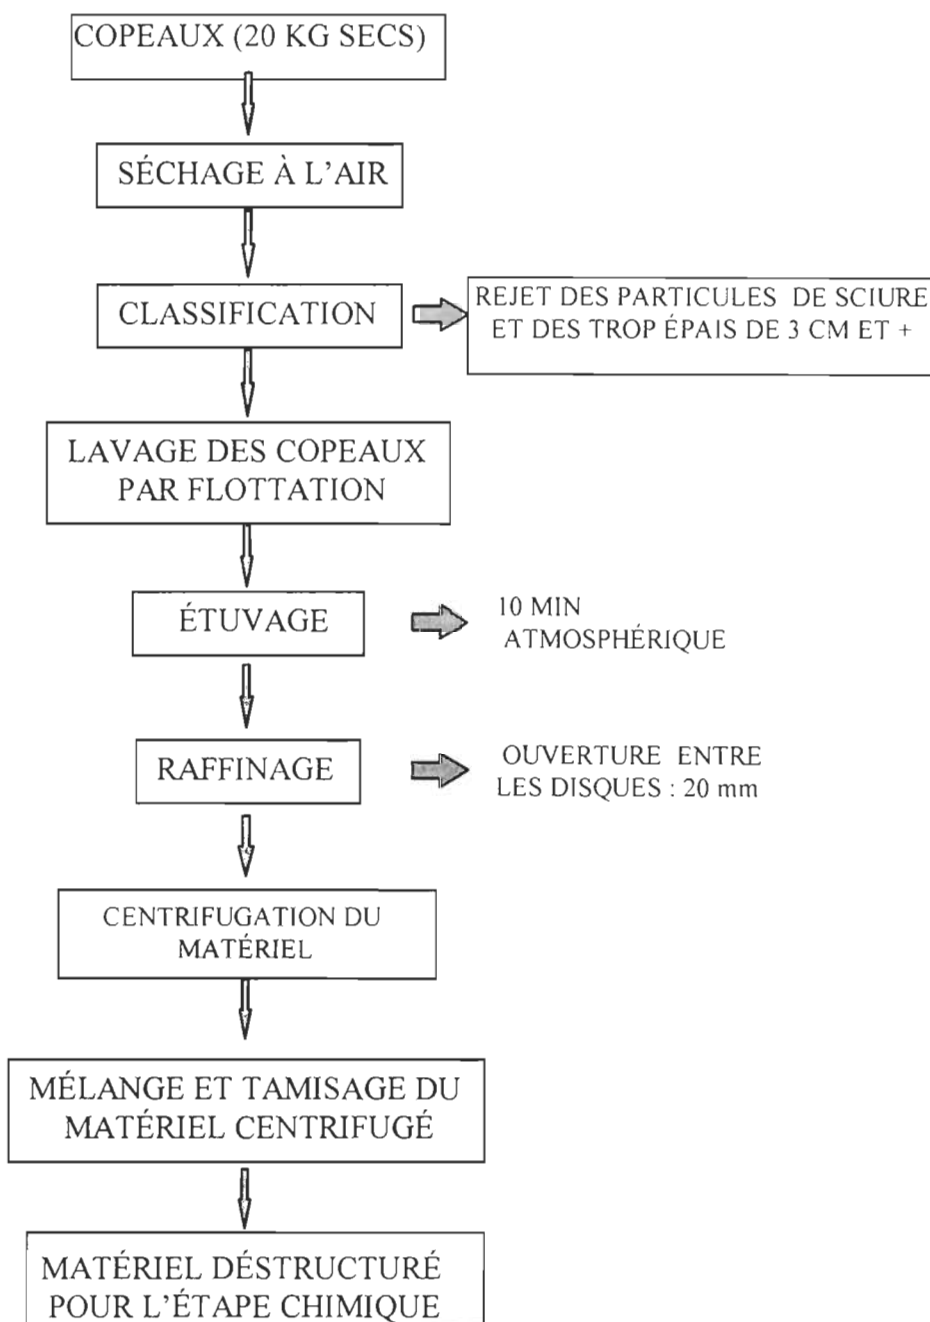 COPEAUX (20 KG SECS)
SÉCHAGE À L'AIR
CLASSIFICATION
REJET DES PARTICULES DE SCIURE
ET DES TROP ÉPAIS DE 3 CM ET +
LAVAGE DES COPEAUX
PAR FLOTTATION
ÉTUVAGE
10 MIN
ATMOSPHÉRIQUE
RAFFINAGE
OUVERTURE ENTRE
LES DISQUES : 20 mm
CENTRIFUGATION DU
MATÉRIEL
MÉLANGE ET TAMISAGE DU
MATÉRIEL CENTRIFUGÉ
MATÉRIEL DÉSTRUCTURÉ
POUR L'ÉTAPE CHIMIQUE